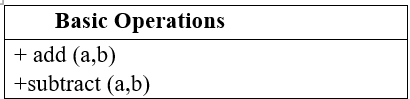 Basic Operations
+ add (a,b)
+subtract (a,b)